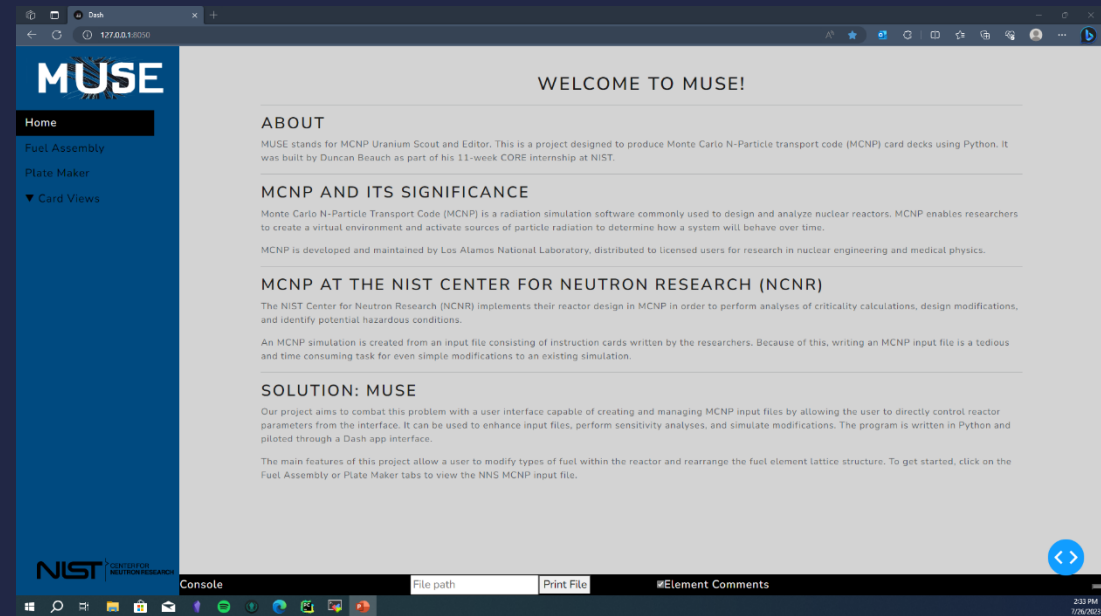 Dash
127.0.0.1:8050
MUSE
Home
Fuel Assembly
Plate Maker
▼ Card Views
WELCOME TO MUSE!
ABOUT
MUSE stands for MCNP Uranium Scout and Editor. This is a project designed to produce Monte Carlo N-Particle transport code (MCNP) card decks using Python. It
was built by Duncan Beauch as part of his 11-week CORE internship at NIST.
MCNP AND ITS SIGNIFICANCE
Monte Carlo N-Particle Transport Code (MCNP) is a radiation simulation software commonly used to design and analyze nuclear reactors. MCNP enables researchers
to create a virtual environment and activate sources of particle radiation to determine how a system will behave over time.
MCNP is developed and maintained by Los Alamos National Laboratory, distributed to licensed users for research in nuclear engineering and medical physics.
MCNP AT THE NIST CENTER FOR NEUTRON RESEARCH (NCNR)
The NIST Center for Neutron Research (NCNR) implements their reactor design in MCNP in order to perform analyses of criticality calculations, design modifications,
and identify potential hazardous conditions.
An MCNP simulation is created from an input file consisting of instruction cards written by the researchers. Because of this, writing an MCNP input file is a tedious
and time consuming task for even simple modifications to an existing simulation.
SOLUTION: MUSE
Our project aims to combat this problem with a user interface capable of creating and managing MCNP input files by allowing the user to directly control reactor
parameters from the interface. It can be used to enhance input files, perform sensitivity analyses, and simulate modifications. The program is written in Python and
piloted through a Dash app interface.
The main features of this project allow a user to modify types of fuel within the reactor and rearrange the fuel element lattice structure. To get started, click on the
Fuel Assembly or Plate Maker tabs to view the NNS MCNP input file.
NIST CENTER FOR
NEUTRON RESEARCH
Console
File path
Print File
Element Comments
2:33 PM
7/26/2023